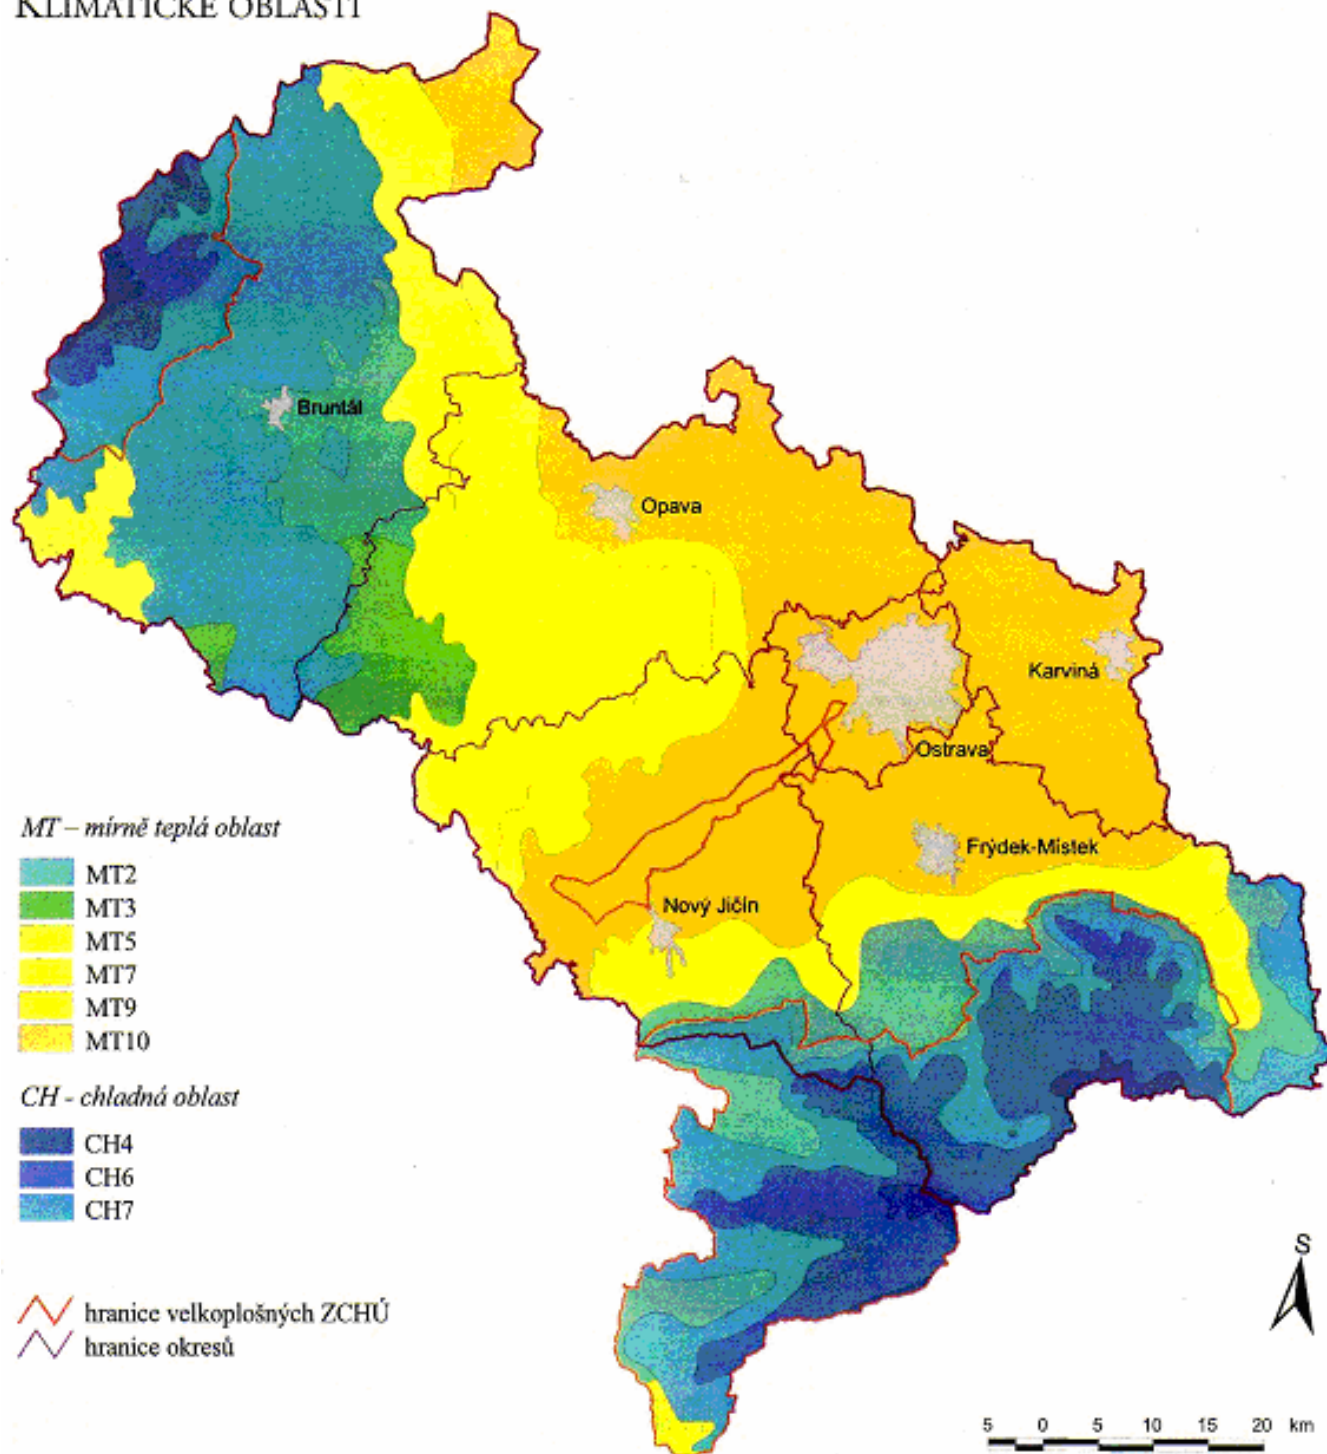 KLIMATICKÉ OBLASTI
Bruntál
Opava
Karviná
Ostrava
Frýdek-Místek
Nový Jičín
MT – mírně teplá oblast
MT2
MT3
MT5
MT7
MT9
MT10
CH - chladná oblast
CH4
CH6
CH7
hranice velkoplošných ZCHÚ
hranice okresů
S
5 0 5 10 15 20 km